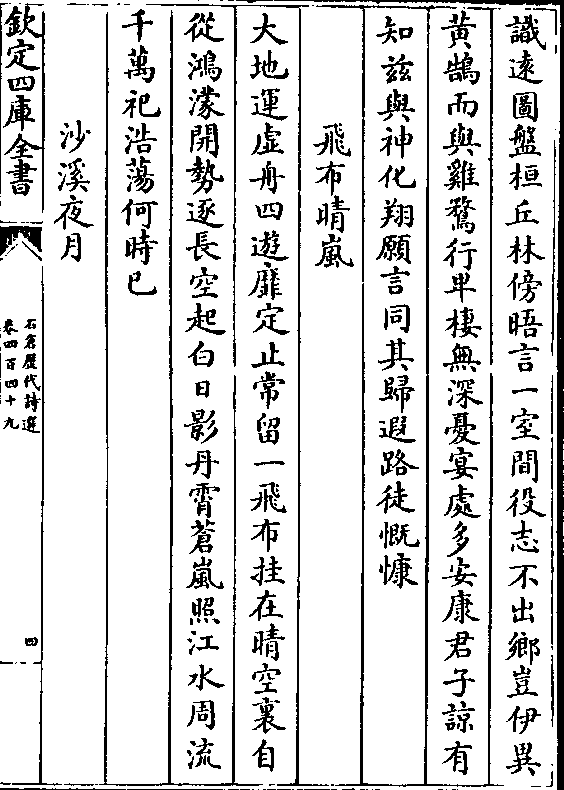 識逺圖盤桓丘林傍晤言一室間役志不出鄉豈伊異
黄鵠而與雞鶩行卑棲無深憂宴處多安康君子諒有
知兹與神化翔願言同其歸遐路徒慨慷
飛布晴嵐
大地運虚舟四遊靡定止常留一飛布挂在晴空裏自
從鴻濛開勢逐長空起白日影丹霄蒼嵐照江水周流
千萬祀浩蕩何時已
沙溪夜月
欽定四庫全書
石倉歴代詩選
卷四百四十九
四